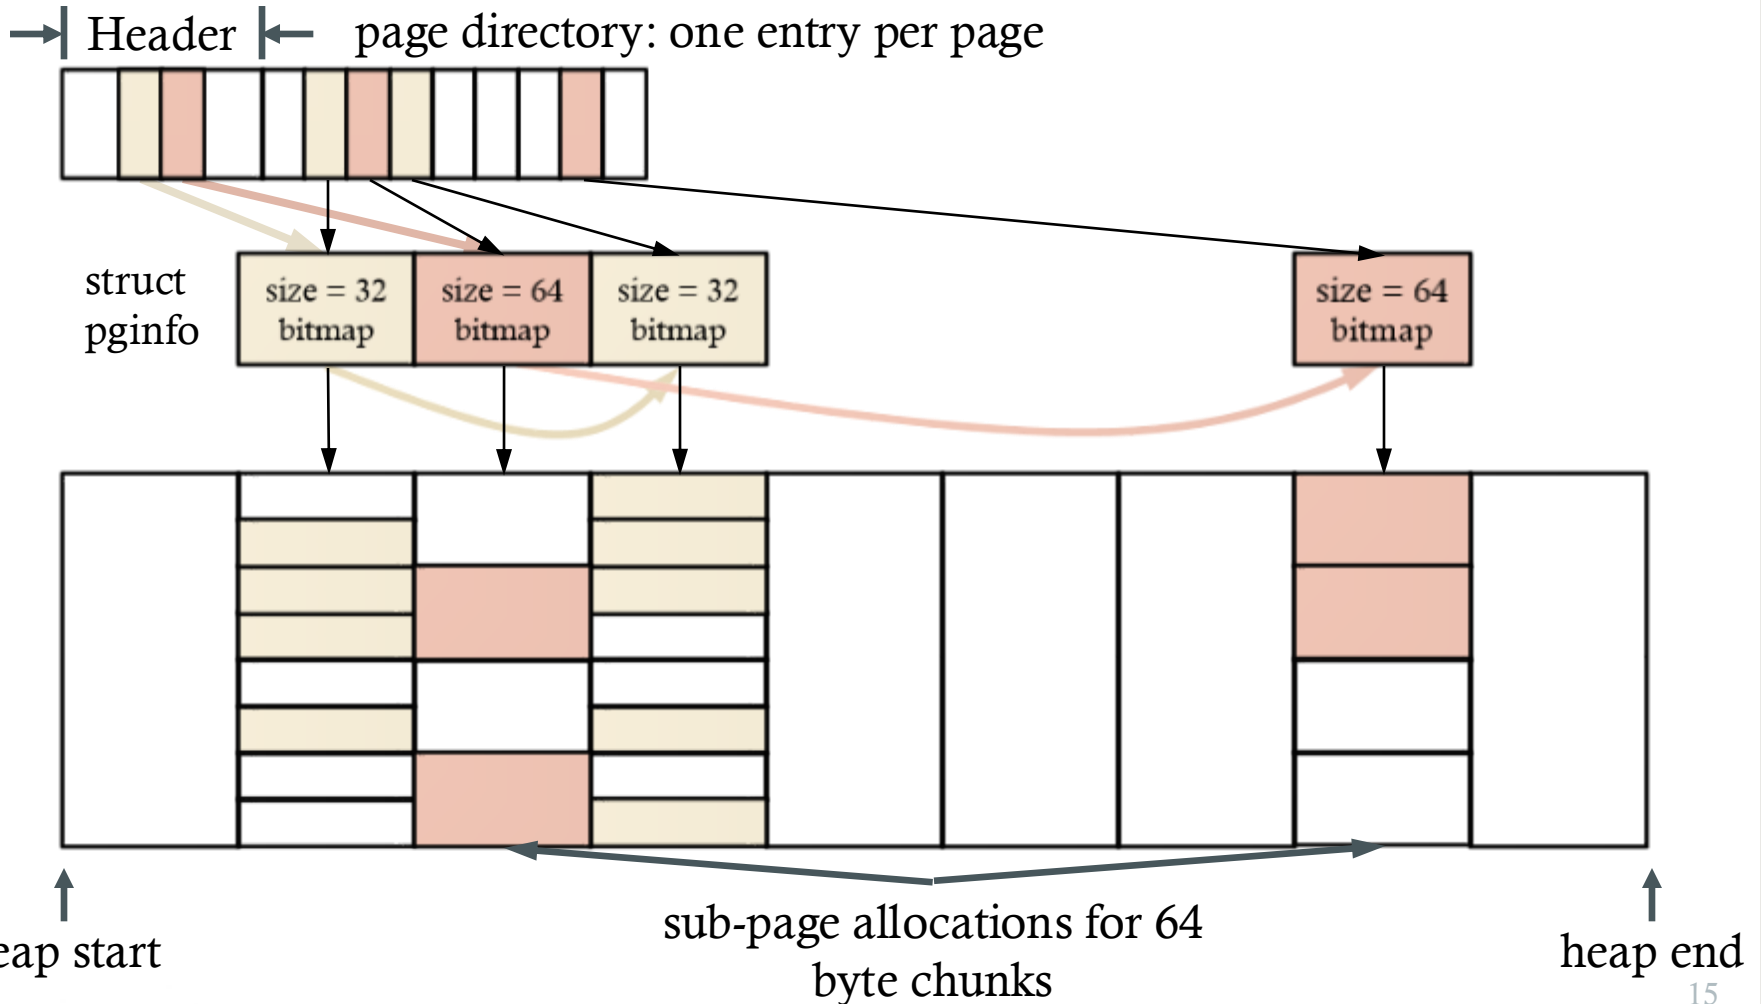 Header
page directory: one entry per page
struct
pginfo
size = 32
bitmap
size = 64
bitmap
size = 32
bitmap
size = 64
bitmap
eap start
sub-page allocations for 64
byte chunks
heap end
15